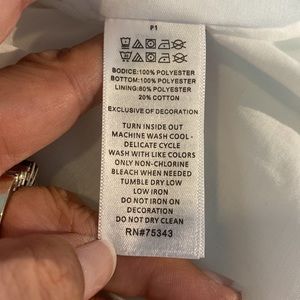 P1
BODICE:100% POLYESTER
BOTTOM:100% POLYESTER
LINING:80% POLYESTER
20% COTTON
EXCLUSIVE OF DECORATION
TURN INSIDE OUT
MACHINE WASH COOL -
DELICATE CYCLE
WASH WITH LIKE COLORS
ONLY NON-CHLORINE
BLEACH WHEN NEEDED
TUMBLE DRY LOW
LOW IRON
DO NOT IRON ON
DECORATION
DO NOT DRY CLEAN
RN#75343